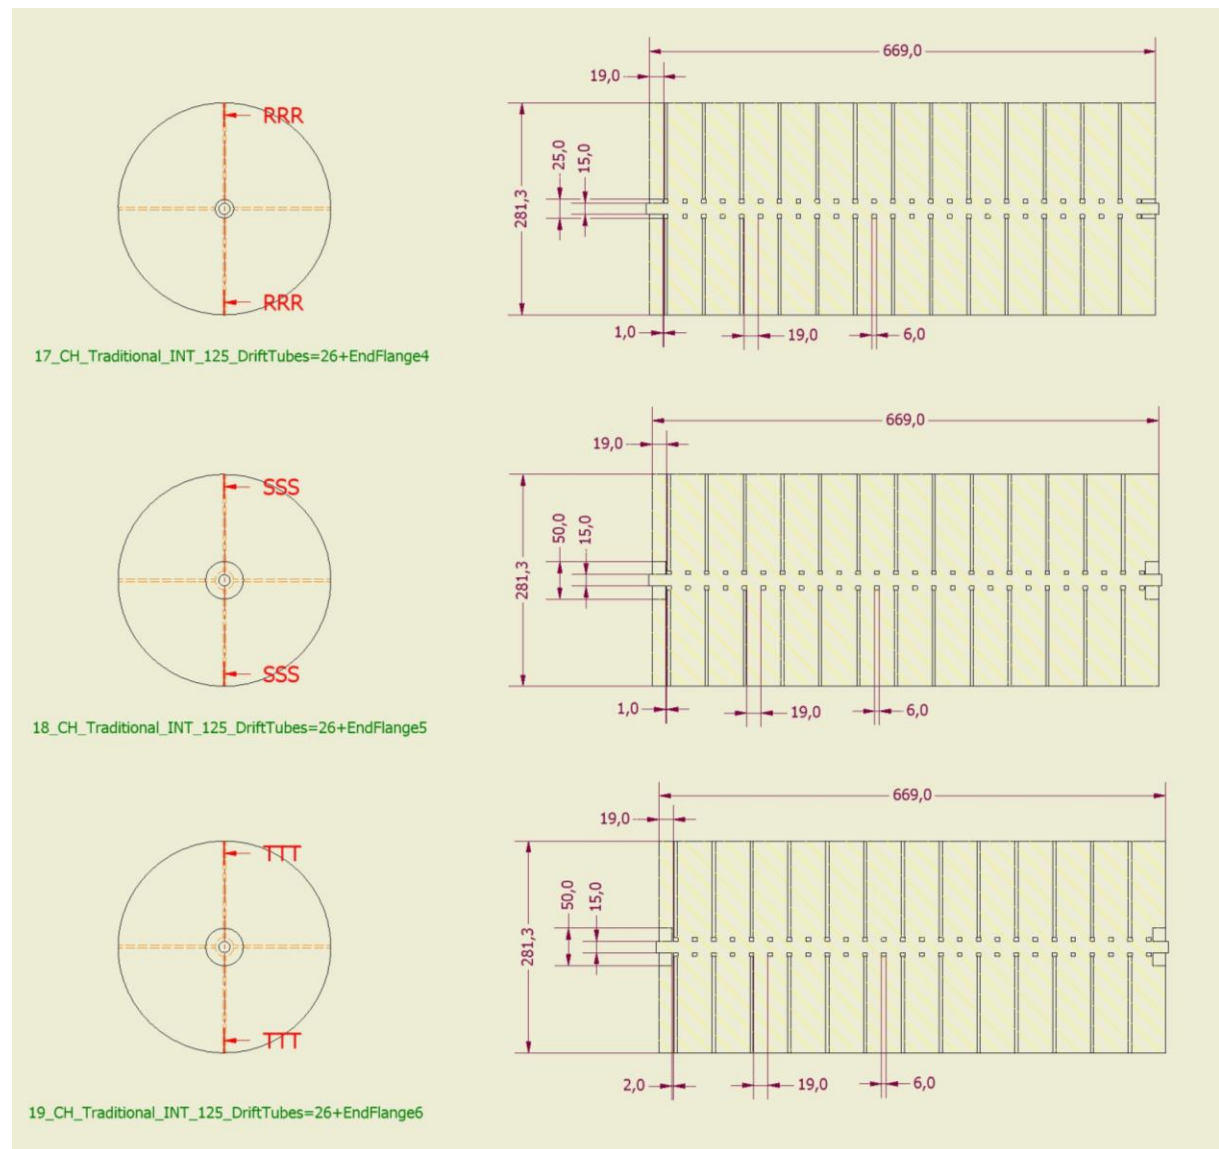 669,0
19,0
RRR
25,0
15,0
281,3
RRR
1,0
19,0
6,0
17_CH_Traditional_INT_125_DriftTubes=26+EndFlange4
669,0
19,0
SSS
50,0
15,0
281,3
SSS
1,0
19,0
6,0
18_CH_Traditional_INT_125_DriftTubes=26+EndFlange5
669,0
19,0
TTT
50,0
15,0
281,3
TTT
2,0
19,0
6,0
19_CH_Traditional_INT_125_DriftTubes=26+EndFlange6